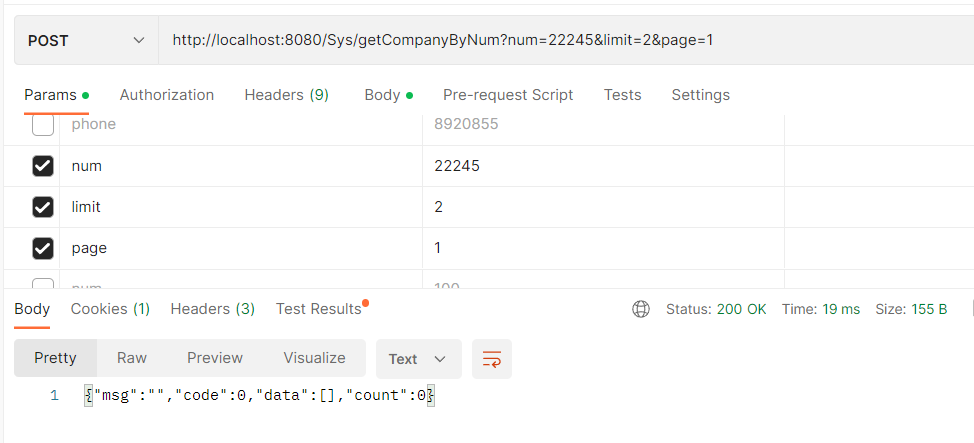 POST http://localhost:8080/Sys/getCompanyByNum?num=22245&limit=2&page=1
Params Authorization Headers (9) Body Pre-request Script Tests Settings
phone 8920855
num 22245
limit 2
page 1
num 100
Body Cookies (1) Headers (3) Test Results Status: 200 OK Time: 19 ms Size: 155 B
Pretty Raw Preview Visualize Text
1 {"msg":"","code":0,"data":[],"count":0}